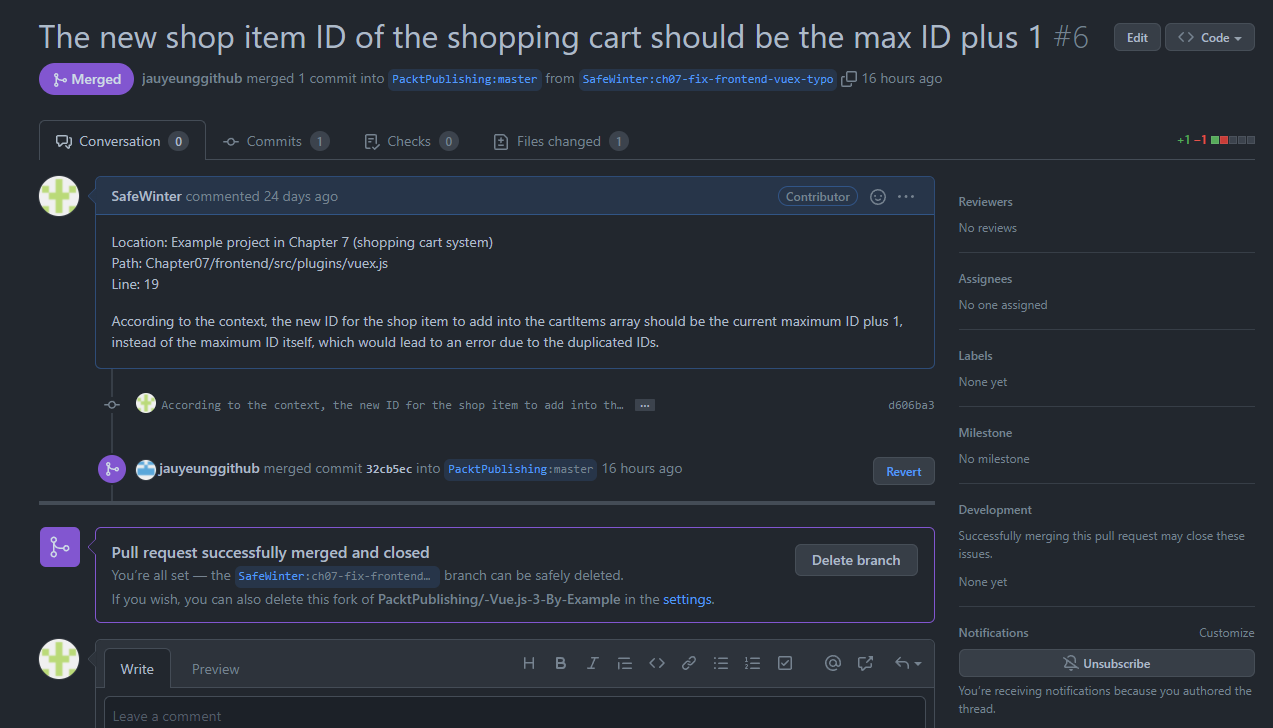 The new shop item ID of the shopping cart should be the max ID plus 1 #6
Edit
Code
Merged
jauyeunggithub merged 1 commit into PacktPublishing:master from SafeWinter:ch07-fix-frontend-vuex-typo 16 hours ago
Conversation 0
Commits 1
Checks 0
Files changed 1
+1 −1
SafeWinter commented 24 days ago
Contributor
Location: Example project in Chapter 7 (shopping cart system)
Path: Chapter07/frontend/src/plugins/vuex.js
Line: 19
According to the context, the new ID for the shop item to add into the cartItems array should be the current maximum ID plus 1,
instead of the maximum ID itself, which would lead to an error due to the duplicated IDs.
According to the context, the new ID for the shop item to add into th… …
d606ba3
jauyeunggithub merged commit 32cb5ec into PacktPublishing:master 16 hours ago
Revert
Pull request successfully merged and closed
You're all set — the SafeWinter:ch07-fix-frontend… branch can be safely deleted.
If you wish, you can also delete this fork of PacktPublishing/-Vue.js-3-By-Example in the settings.
Delete branch
Write
Preview
Leave a comment
Reviewers
No reviews
Assignees
No one assigned
Labels
None yet
Milestone
No milestone
Development
Successfully merging this pull request may close these
issues.
None yet
Notifications
Customize
Unsubscribe
You're receiving notifications because you authored the
thread.